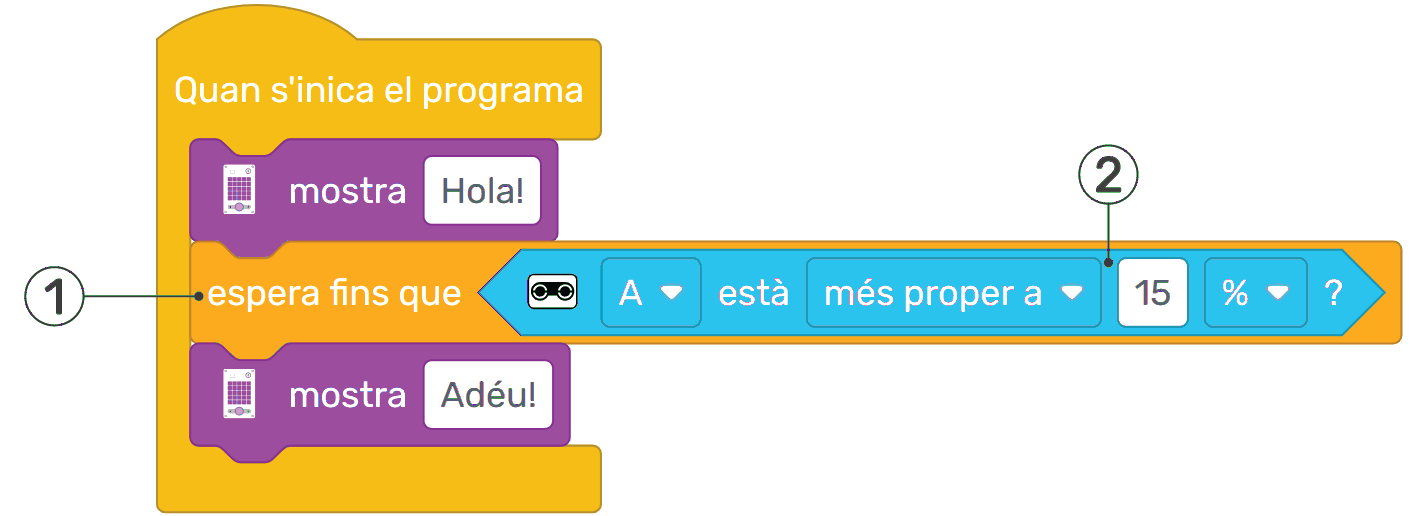 Quan s'inica el programa
mostra Hola!
2
1 espera fins que A està més proper a 15 % ?
mostra Adéu!